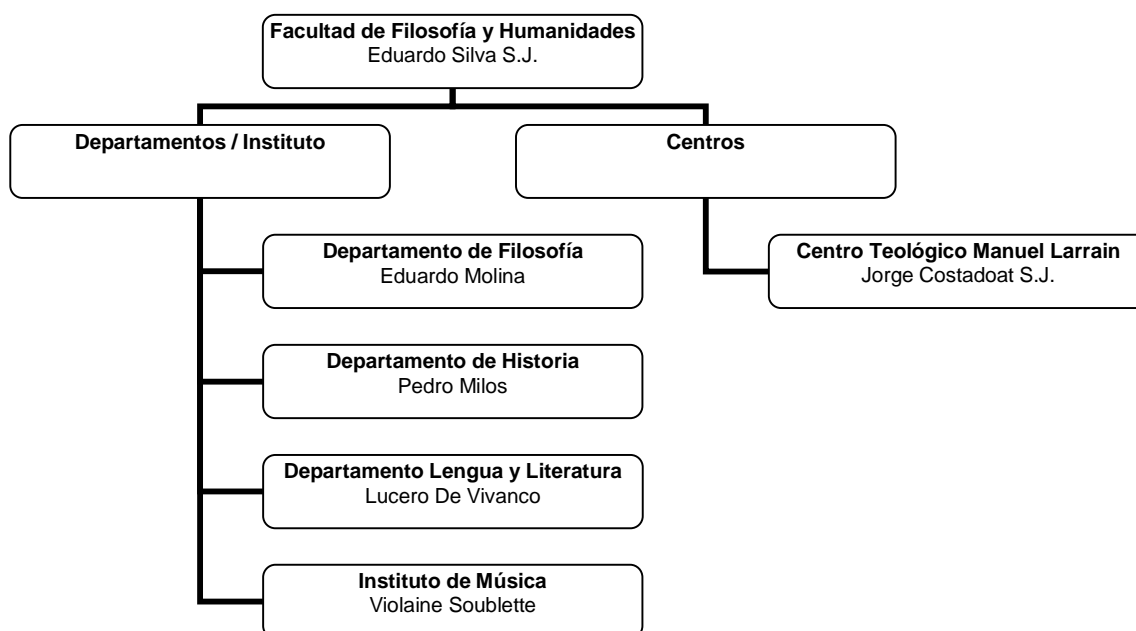 Facultad de Filosofía y Humanidades
Eduardo Silva S.J.
Departamentos / Instituto
Centros
Departamento de Filosofía
Eduardo Molina
Centro Teológico Manuel Larrain
Jorge Costadoat S.J.
Departamento de Historia
Pedro Milos
Departamento Lengua y Literatura
Lucero De Vivanco
Instituto de Música
Violaine Soublette